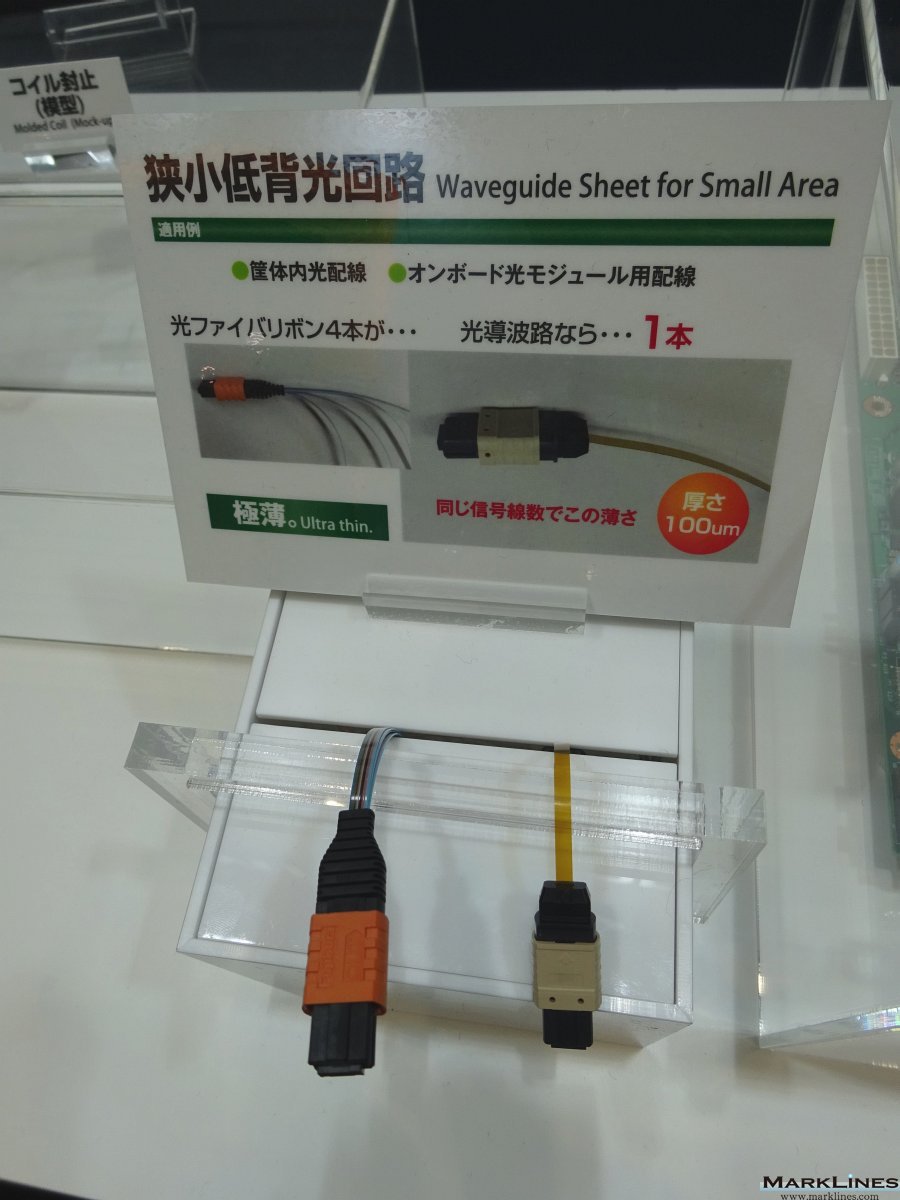 コイル封止
(模型)
Molded Coil (Mock-up
狭小低背光回路 Waveguide Sheet for Small Area
適用例
●筐体内光配線 ●オンボード光モジュール用配線
光ファイバリボン4本が・・・ 光導波路なら・・・1本
極薄。Ultra thin.
同じ信号線数でこの薄さ
厚さ
100um
MARKLINES
www.marklines.com